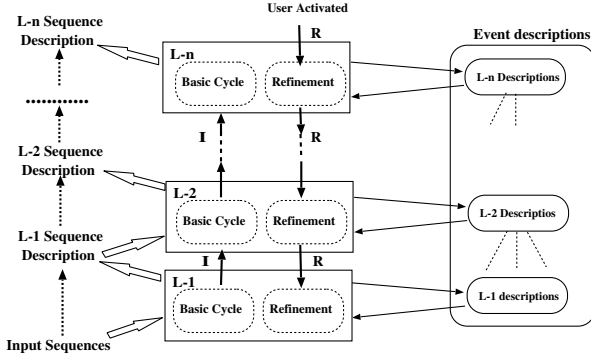 User Activated
L-n Sequence
Description
R
Event descriptions
L-n
Basic Cycle
Refinement
L-n Descriptions
I
R
L-2 Sequence
Description
L-2
Basic Cycle
Refinement
L-2 Descriptios
L-1 Sequence
Description
I
R
L-1
Basic Cycle
Refinement
L-1 descriptions
Input Sequences